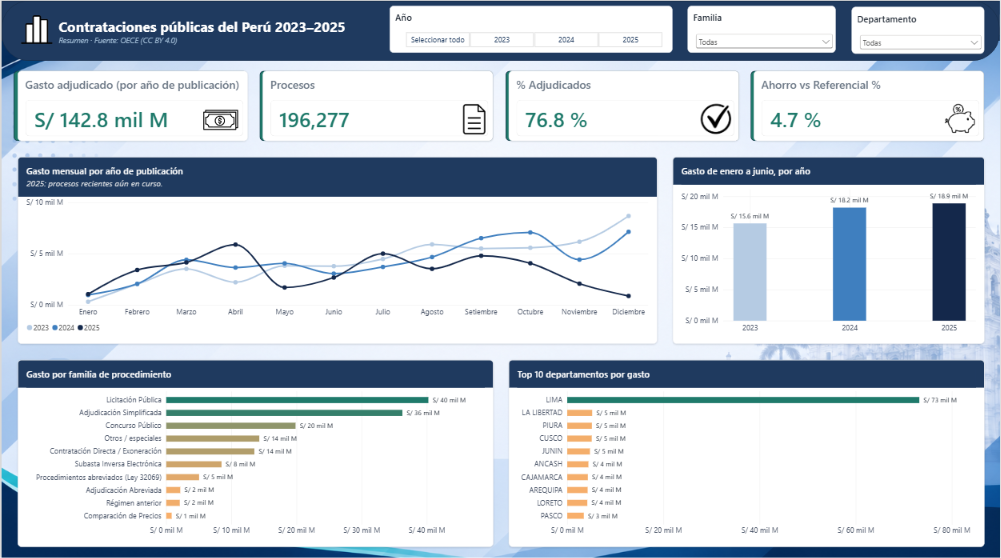 Contrataciones públicas del Perú 2023–2025
Resumen · Fuente: OECE (CC BY 4.0)
Año
Seleccionar todo 2023 2024 2025
Familía
Todas
Departamento
Todas
Gasto adjudicado (por año de publicación)
S/ 142.8 mil M
Procesos
196,277
% Adjudicados
76.8 %
Ahorro vs Referencial %
4.7 %
Gasto mensual por año de publicación
2025: procesos recientes aún en curso.
S/ 10 mil M
S/ 5 mil M
S/ 0 mil M
Enero Febrero Marzo Abril Mayo Junio Julio Agosto Setiembre Octubre Noviembre Diciembre
2023 2024 2025
Gasto de enero a junio, por año
S/ 20 mil M
S/ 15 mil M
S/ 10 mil M
S/ 5 mil M
S/ 0 mil M
S/ 15.6 mil M
S/ 18.2 mil M
S/ 18.9 mil M
2023 2024 2025
Gasto por familia de procedimiento
Licitación Pública S/ 40 mil M
Adjudicación Simplificada S/ 36 mil M
Concurso Público S/ 20 mil M
Otros / especiales S/ 14 mil M
Contratación Directa / Exoneración S/ 14 mil M
Subasta Inversa Electrónica S/ 8 mil M
Procedimientos abreviados (Ley 32069) S/ 5 mil M
Adjudicación Abreviada S/ 2 mil M
Régimen anterior S/ 2 mil M
Comparación de Precios S/ 1 mil M
S/ 0 mil M S/ 10 mil M S/ 20 mil M S/ 30 mil M S/ 40 mil M
Top 10 departamentos por gasto
LIMA S/ 73 mil M
LA LIBERTAD S/ 5 mil M
PIURA S/ 5 mil M
CUSCO S/ 5 mil M
JUNIN S/ 5 mil M
ANCASH S/ 4 mil M
CAJAMARCA S/ 4 mil M
AREQUIPA S/ 4 mil M
LORETO S/ 4 mil M
PASCO S/ 3 mil M
S/ 0 mil M S/ 20 mil M S/ 40 mil M S/ 60 mil M S/ 80 mil M